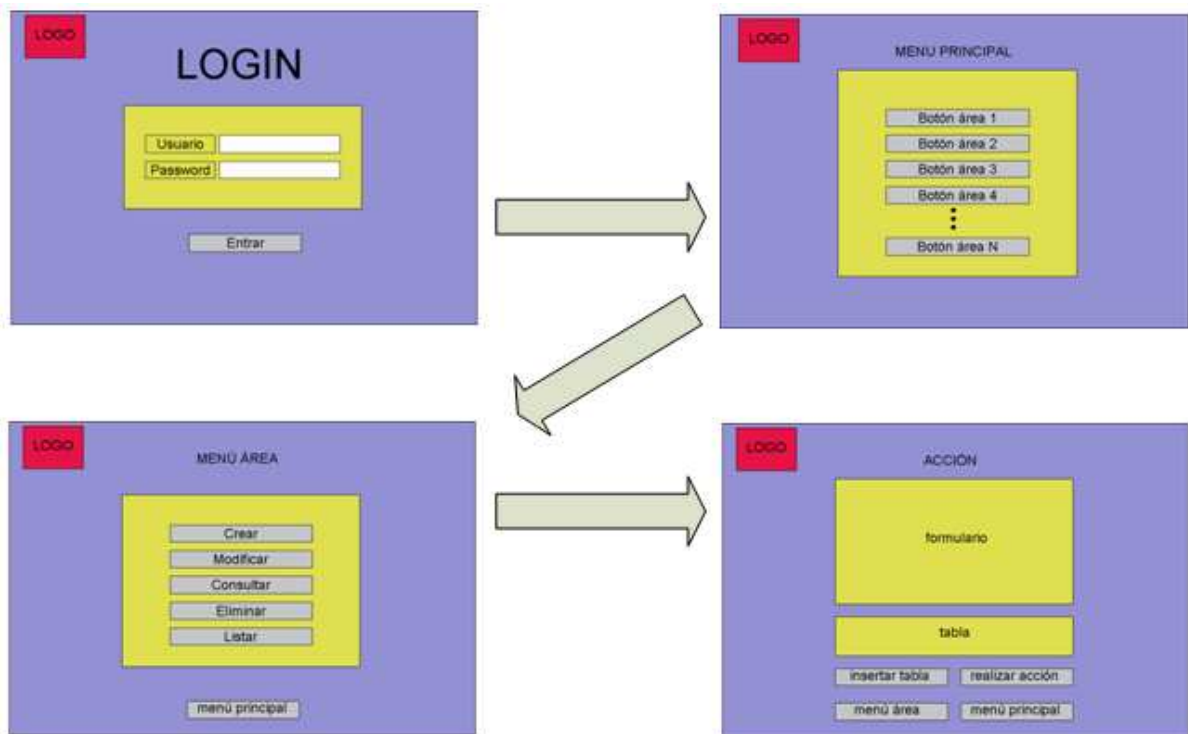 LOGO
LOGIN
Usuario
Password
Entrar
LOGO
MENÚ PRINCIPAL
Botón área 1
Botón área 2
Botón área 3
Botón área 4
Botón área N
LOGO
MENÚ ÁREA
Crear
Modificar
Consultar
Eliminar
Listar
menú principal
LOGO
ACCIÓN
formulario
tabla
insertar tabla realizar acción
menú área menú principal